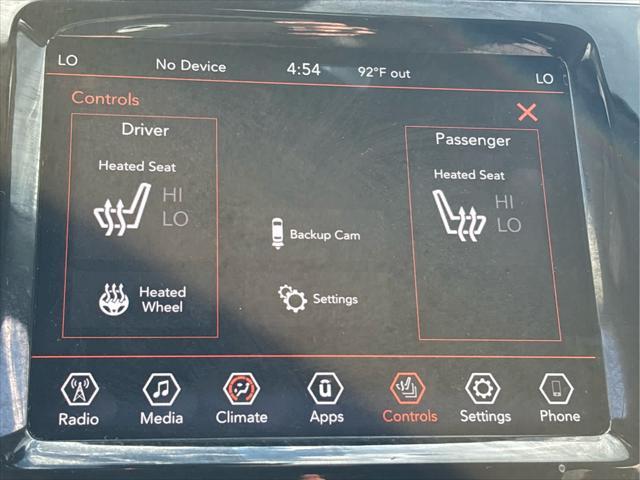 LO No Device 4:54 92°F out LO
Controls
Driver
Heated Seat
HI
LO
Heated
Wheel
Backup Cam
Settings
Passenger
Heated Seat
HI
LO
Radio Media Climate Apps Controls Settings Phone